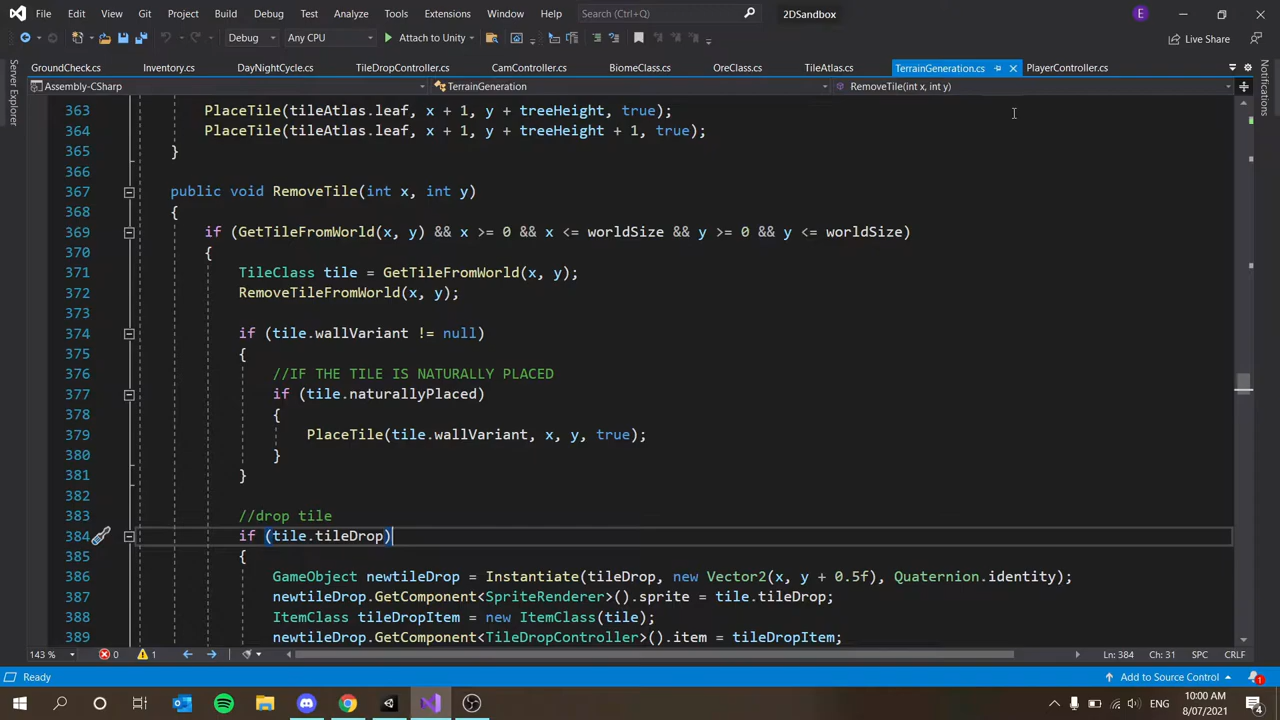 File Edit View Git Project Build Debug Test Analyze Tools Extensions Window Help Search (Ctrl+Q) 2DSandbox E
Debug Any CPU Attach to Unity Live Share
GroundCheck.cs Inventory.cs DayNightCycle.cs TileDropController.cs CamController.cs BiomeClass.cs OreClass.cs TileAtlas.cs TerrainGeneration.cs PlayerController.cs
Server Explorer
Notifications
Assembly-CSharp TerrainGeneration RemoveTile(int x, int y)
363 PlaceTile(tileAtlas.leaf, x + 1, y + treeHeight, true);
364 PlaceTile(tileAtlas.leaf, x + 1, y + treeHeight + 1, true);
365 }
366
367 public void RemoveTile(int x, int y)
368 {
369 if (GetTileFromWorld(x, y) && x >= 0 && x <= worldSize && y >= 0 && y <= worldSize)
370 {
371 TileClass tile = GetTileFromWorld(x, y);
372 RemoveTileFromWorld(x, y);
373
374 if (tile.wallVariant != null)
375 {
376 //IF THE TILE IS NATURALLY PLACED
377 if (tile.naturallyPlaced)
378 {
379 PlaceTile(tile.wallVariant, x, y, true);
380 }
381 }
382
383 //drop tile
384 if (tile.tileDrop)
385 {
386 GameObject newtileDrop = Instantiate(tileDrop, new Vector2(x, y + 0.5f), Quaternion.identity);
387 newtileDrop.GetComponent<SpriteRenderer>().sprite = tile.tileDrop;
388 ItemClass tileDropItem = new ItemClass(tile);
389 newtileDrop.GetComponent<TileDropController>().item = tileDropItem;
143 % 0 1 Ln: 384 Ch: 31 SPC CRLF
Ready Add to Source Control 1
ENG 10:00 AM
8/07/2021 4